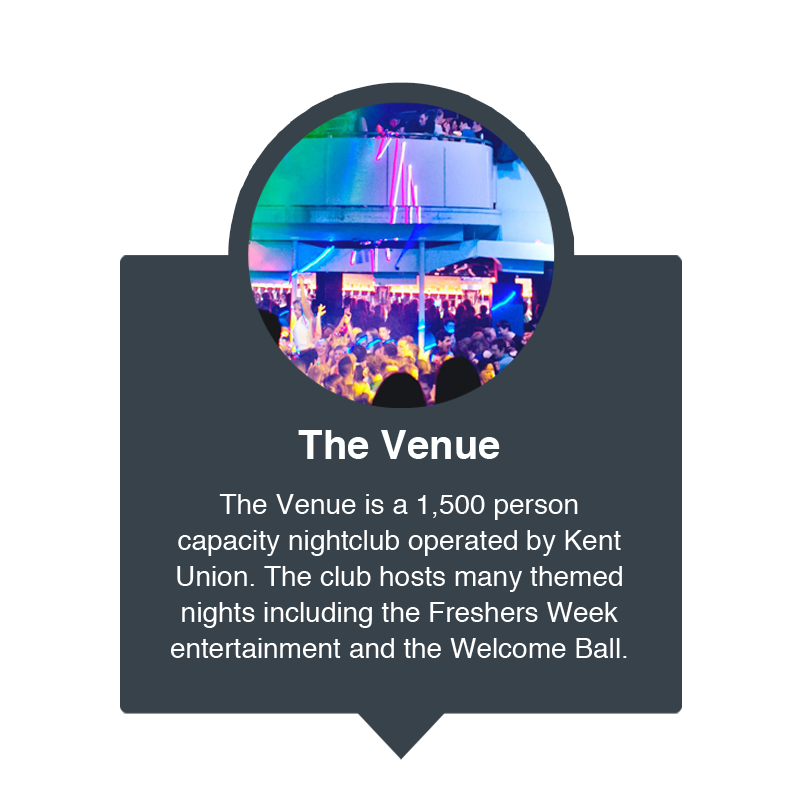 The Venue
The Venue is a 1,500 person
capacity nightclub operated by Kent
Union. The club hosts many themed
nights including the Freshers Week
entertainment and the Welcome Ball.